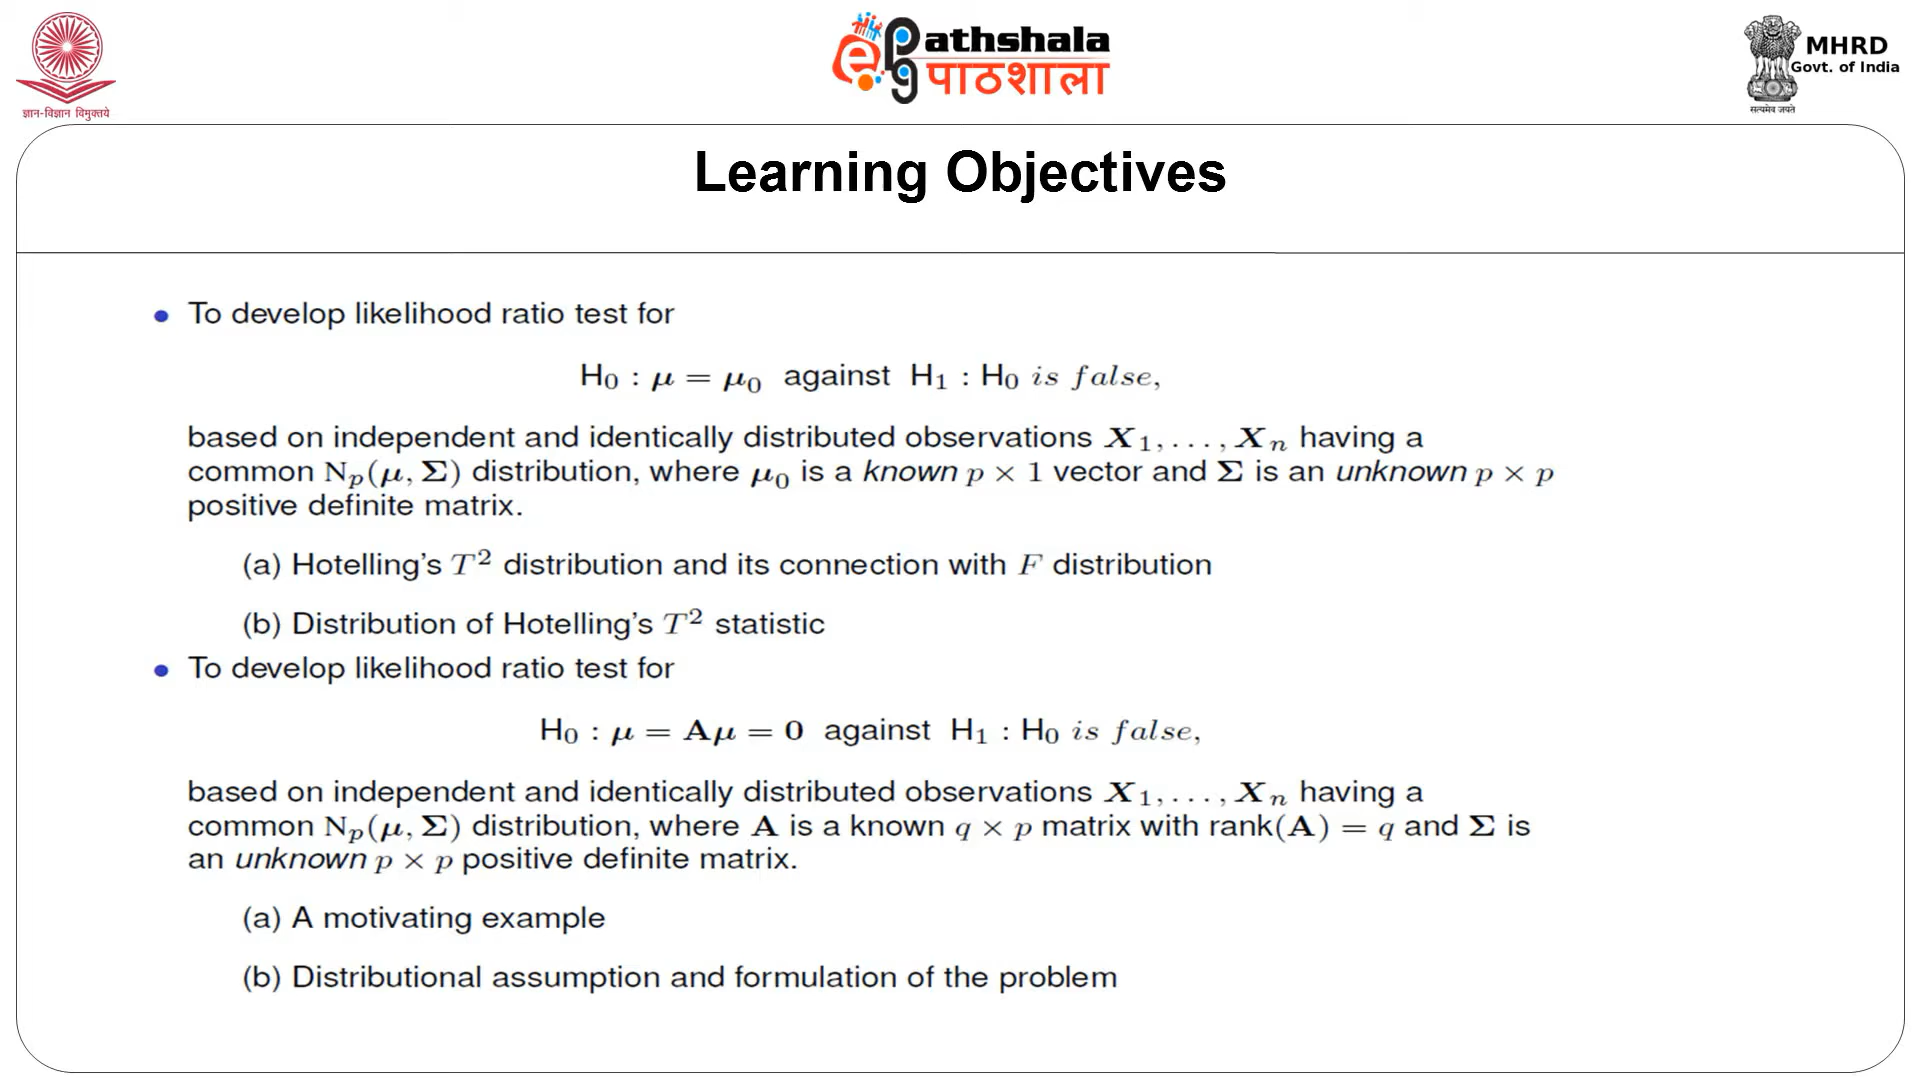 ज्ञान-विज्ञान विमुक्तये
ePG Pathshala
पाठशाला
MHRD
Govt. of India
सत्यमेव जयते
Learning Objectives
• To develop likelihood ratio test for
H₀ : μ = μ₀ against H₁ : H₀ is false,
based on independent and identically distributed observations X₁, . . . , Xₙ having a
common Nₚ(μ, Σ) distribution, where μ₀ is a known p × 1 vector and Σ is an unknown p × p
positive definite matrix.
(a) Hotelling's T² distribution and its connection with F distribution
(b) Distribution of Hotelling's T² statistic
• To develop likelihood ratio test for
H₀ : μ = Aμ = 0 against H₁ : H₀ is false,
based on independent and identically distributed observations X₁, . . . , Xₙ having a
common Nₚ(μ, Σ) distribution, where A is a known q × p matrix with rank(A) = q and Σ is
an unknown p × p positive definite matrix.
(a) A motivating example
(b) Distributional assumption and formulation of the problem